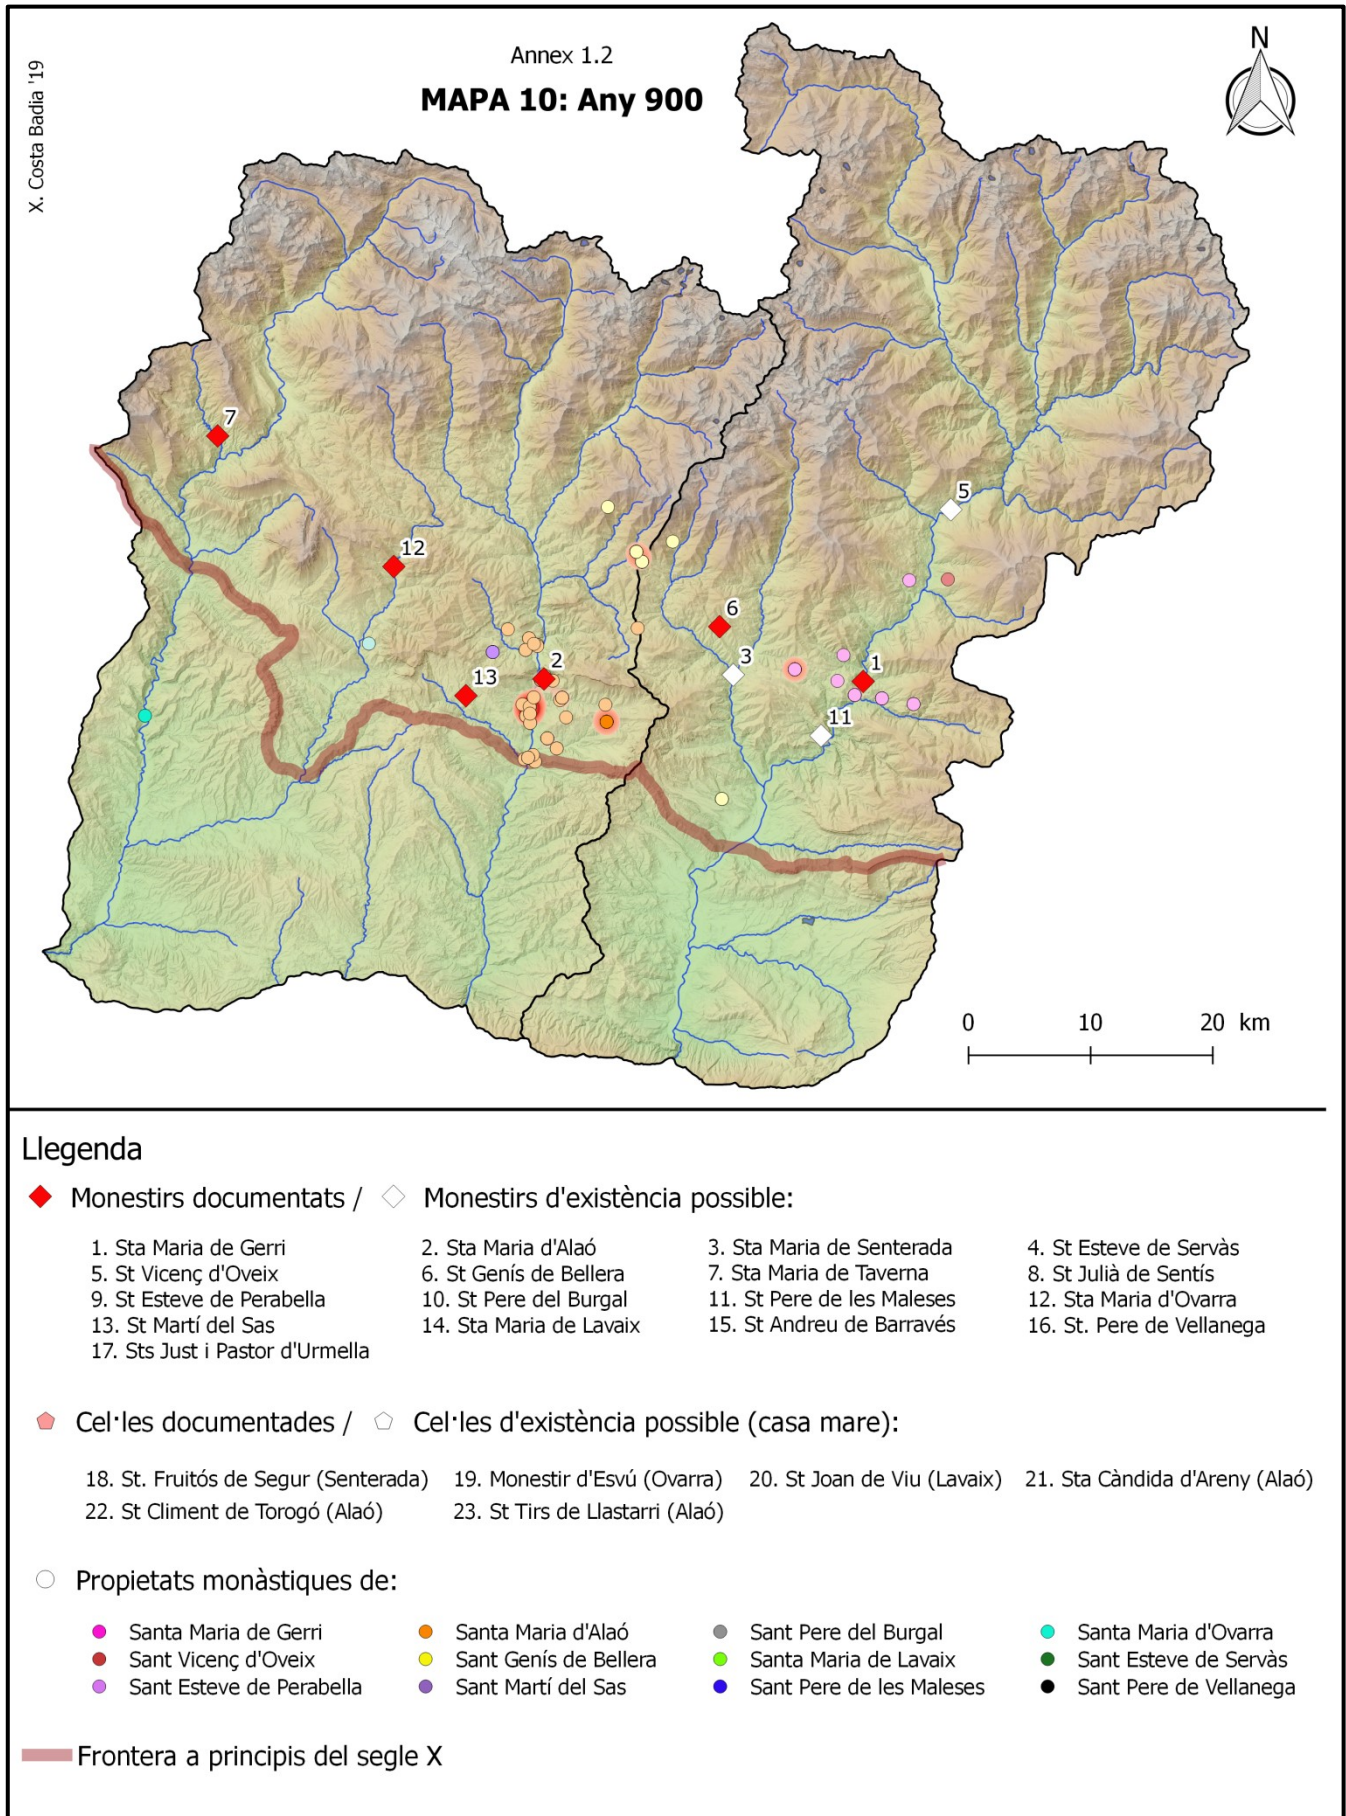 X. Costa Badia '19
Annex 1.2
MAPA 10: Any 900
N
7
5
12
6
3
2
1
13
11
0 10 20 km
Llegenda
Monestirs documentats / Monestirs d'existència possible:
1. Sta Maria de Gerri 2. Sta Maria d'Alaó 3. Sta Maria de Senterada 4. St Esteve de Servàs
5. St Vicenç d'Oveix 6. St Genís de Bellera 7. Sta Maria de Taverna 8. St Julià de Sentís
9. St Esteve de Perabella 10. St Pere del Burgal 11. St Pere de les Maleses 12. Sta Maria d'Ovarra
13. St Martí del Sas 14. Sta Maria de Lavaix 15. St Andreu de Barravés 16. St. Pere de Vellanega
17. Sts Just i Pastor d'Urmella
Cel·les documentades / Cel·les d'existència possible (casa mare):
18. St. Fruitós de Segur (Senterada) 19. Monestir d'Esvú (Ovarra) 20. St Joan de Viu (Lavaix) 21. Sta Càndida d'Areny (Alaó)
22. St Climent de Torogó (Alaó) 23. St Tirs de Llastarri (Alaó)
Propietats monàstiques de:
Santa Maria de Gerri Santa Maria d'Alaó Sant Pere del Burgal Santa Maria d'Ovarra
Sant Vicenç d'Oveix Sant Genís de Bellera Santa Maria de Lavaix Sant Esteve de Servàs
Sant Esteve de Perabella Sant Martí del Sas Sant Pere de les Maleses Sant Pere de Vellanega
Frontera a principis del segle X